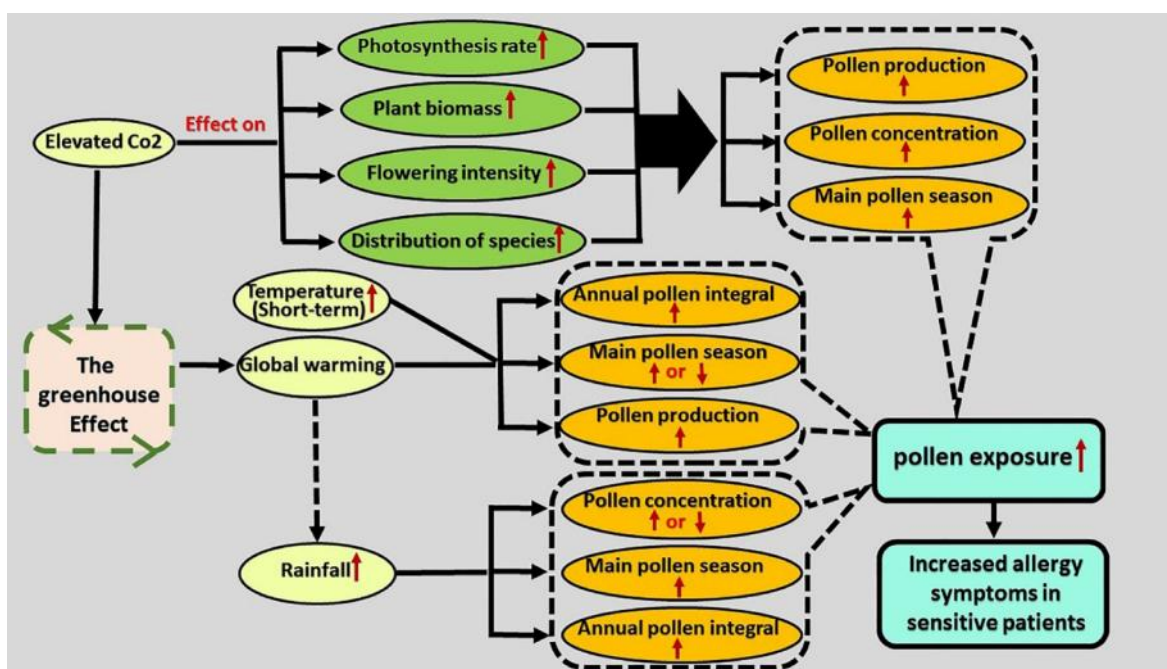 Elevated Co2
Effect on
Photosynthesis rate
Plant biomass
Flowering intensity
Distribution of species
Pollen production
Pollen concentration
Main pollen season
The
greenhouse
Effect
Temperature
(Short-term)
Global warming
Annual pollen integral
Main pollen season
or
Pollen production
Rainfall
Pollen concentration
or
Main pollen season
Annual pollen integral
pollen exposure
Increased allergy
symptoms in
sensitive patients